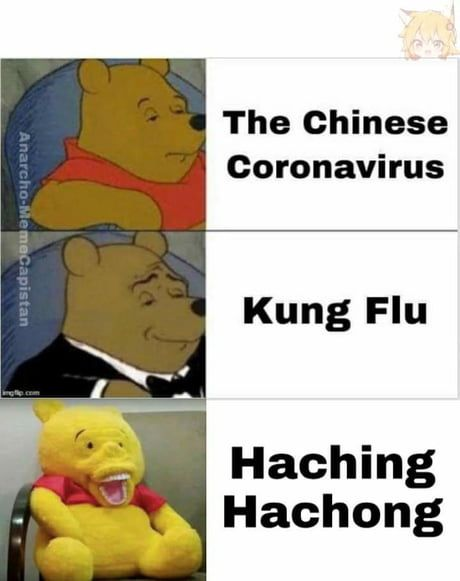 The Chinese
Coronavirus
Anarcho-MemeCapistan
Kung Flu
imgflip.com
Haching
Hachong